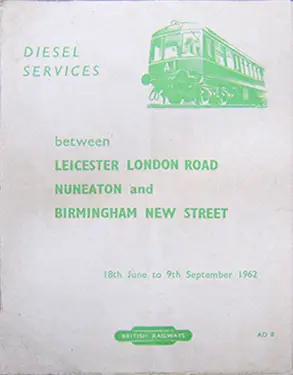 DIESEL
SERVICES
A
between
LEICESTER LONDON ROAD
NUNEATON and
BIRMINGHAM NEW STREET
18th June to 9th September 1962
BRITISH RAILWAYS
AD 8